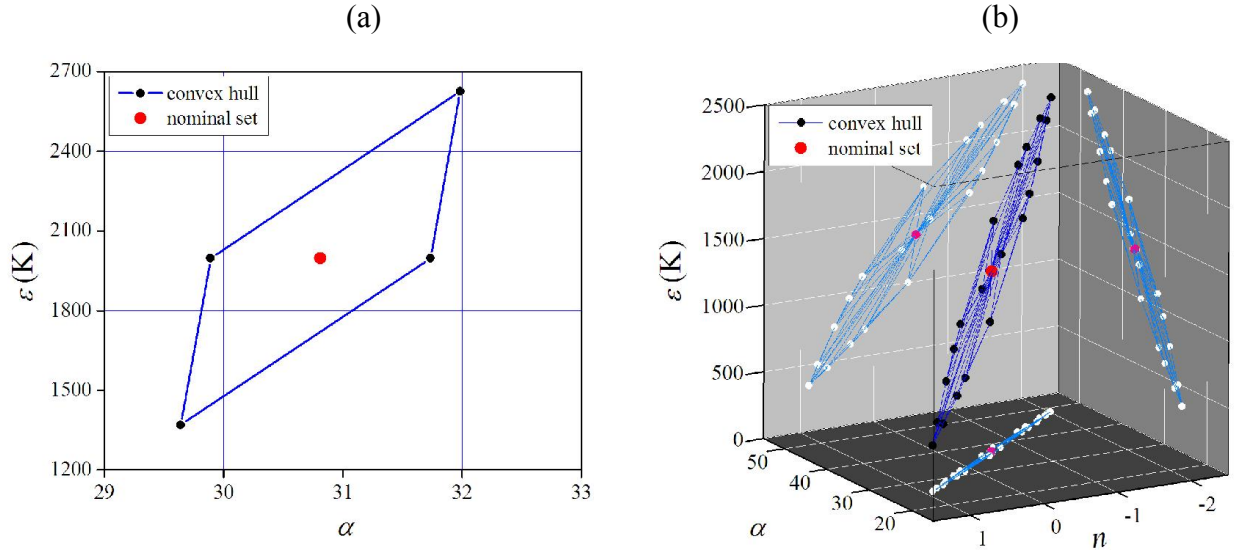 (a)
(b)
2700
2400
2100
1800
1500
1200
ε (K)
convex hull
nominal set
29
30
31
32
33
α
2500
2000
1500
1000
500
0
ε (K)
convex hull
nominal set
50
40
30
20
α
1
0
-1
-2
n